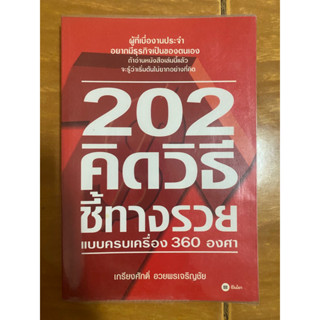 ผู้ที่เบื่องานประจำ
อยากมีธุรกิจเป็นของตนเอง
ถ้าอ่านหนังสือเล่มนี้แล้ว
จะรู้ว่าเริ่มต้นไม่ยากอย่างที่คิด
202
คิดวิธี
ชี้ทางรวย
แบบครบเครื่อง 360 องศา
เกรียงศักดิ์ อวยพรเจริญชัย
ซีเอ็ด